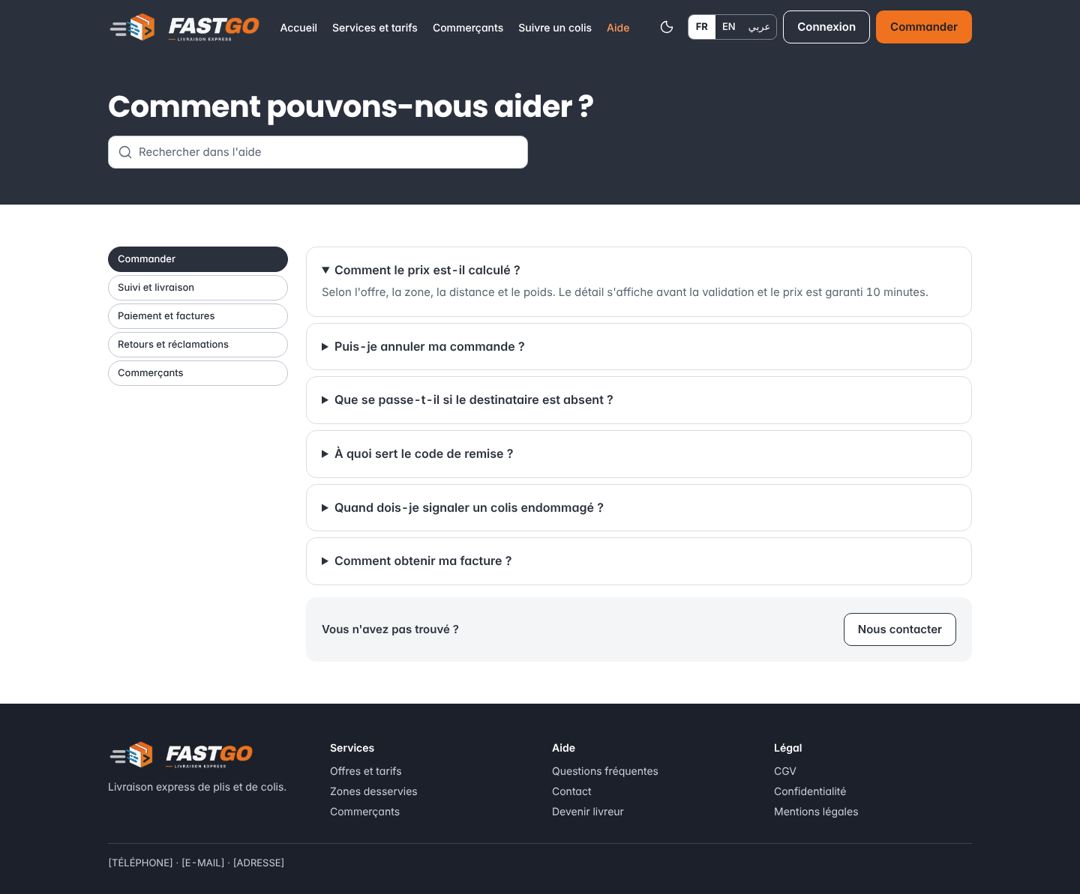 FASTGO
LIVRAISON EXPRESS
Accueil
Services et tarifs
Commerçants
Suivre un colis
Aide
FR
EN
عربي
Connexion
Commander
Comment pouvons-nous aider ?
Rechercher dans l'aide
Commander
Suivi et livraison
Paiement et factures
Retours et réclamations
Commerçants
Comment le prix est-il calculé ?
Selon l'offre, la zone, la distance et le poids. Le détail s'affiche avant la validation et le prix est garanti 10 minutes.
Puis-je annuler ma commande ?
Que se passe-t-il si le destinataire est absent ?
À quoi sert le code de remise ?
Quand dois-je signaler un colis endommagé ?
Comment obtenir ma facture ?
Vous n'avez pas trouvé ?
Nous contacter
FASTGO
LIVRAISON EXPRESS
Livraison express de plis et de colis.
Services
Offres et tarifs
Zones desservies
Commerçants
Aide
Questions fréquentes
Contact
Devenir livreur
Légal
CGV
Confidentialité
Mentions légales
[TÉLÉPHONE] · [E-MAIL] · [ADRESSE]